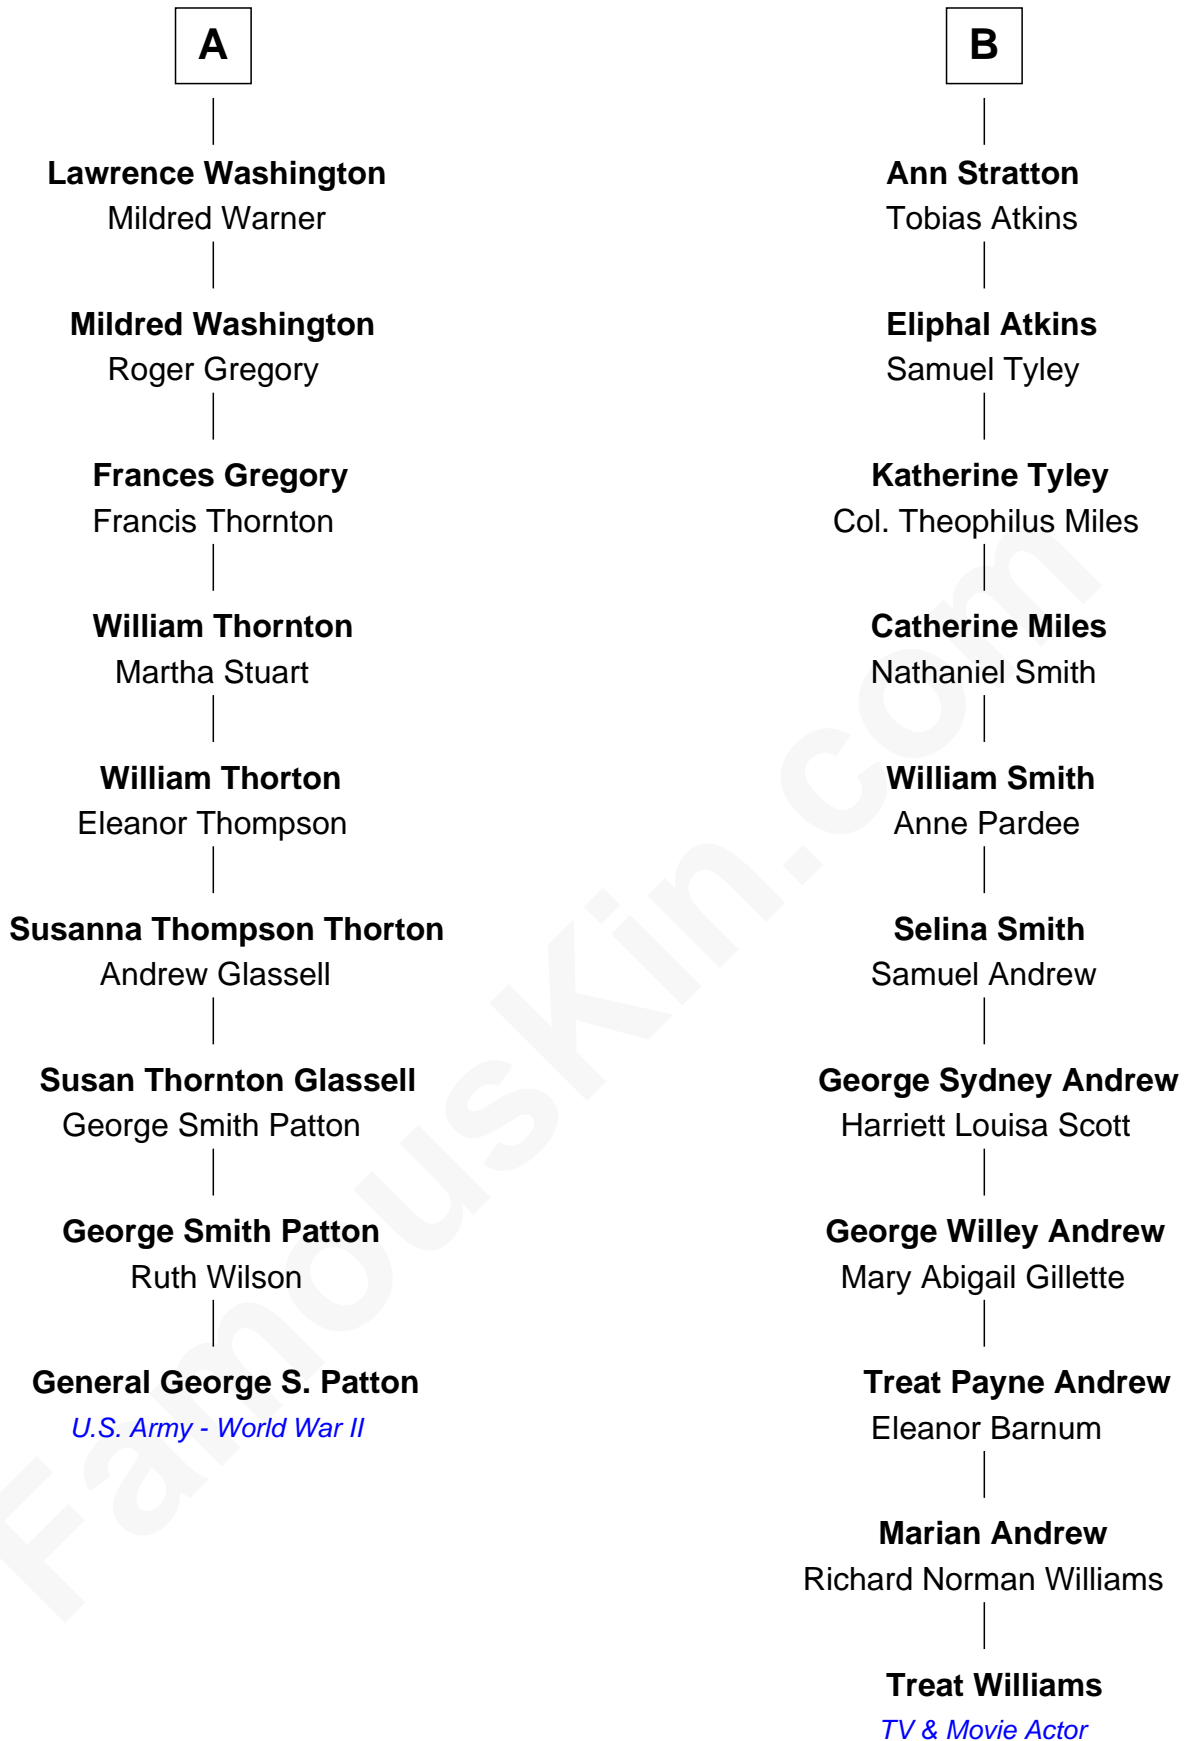 A
Lawrence Washington
Mildred Warner
Mildred Washington
Roger Gregory
Frances Gregory
Francis Thornton
William Thornton
Martha Stuart
William Thorton
Eleanor Thompson
Susanna Thompson Thorton
Andrew Glassell
Susan Thornton Glassell
George Smith Patton
George Smith Patton
Ruth Wilson
General George S. Patton
U.S. Army - World War II
B
Ann Stratton
Tobias Atkins
Eliphal Atkins
Samuel Tyley
Katherine Tyley
Col. Theophilus Miles
Catherine Miles
Nathaniel Smith
William Smith
Anne Pardee
Selina Smith
Samuel Andrew
George Sydney Andrew
Harriett Louisa Scott
George Willey Andrew
Mary Abigail Gillette
Treat Payne Andrew
Eleanor Barnum
Marian Andrew
Richard Norman Williams
Treat Williams
TV & Movie Actor
FamousKin.com